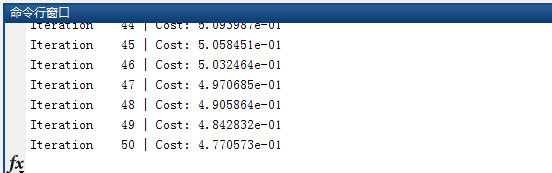 命令行窗口
Iteration    44 | Cost: 5.093987e-01
Iteration    45 | Cost: 5.058451e-01
Iteration    46 | Cost: 5.032464e-01
Iteration    47 | Cost: 4.970685e-01
Iteration    48 | Cost: 4.905864e-01
Iteration    49 | Cost: 4.842832e-01
Iteration    50 | Cost: 4.770573e-01
fx